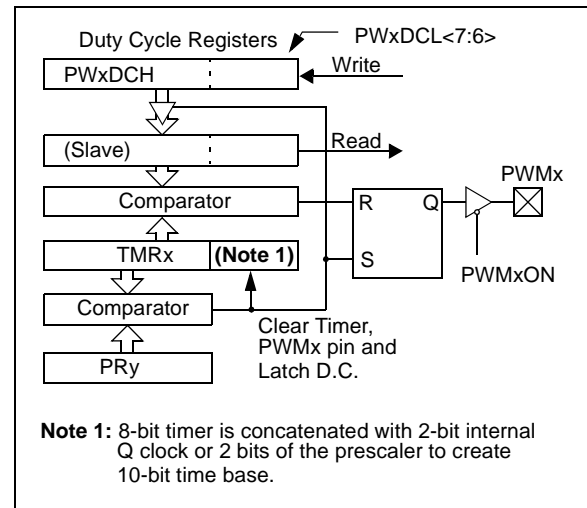 Duty Cycle Registers
PWxDCL<7:6>
PWxDCH
Write
(Slave)
Read
Comparator
R
Q
PWMx
TMRx
(Note 1)
S
PWMxON
Comparator
Clear Timer,
PWMx pin and
Latch D.C.
PRy
Note 1: 8-bit timer is concatenated with 2-bit internal
Q clock or 2 bits of the prescaler to create
10-bit time base.